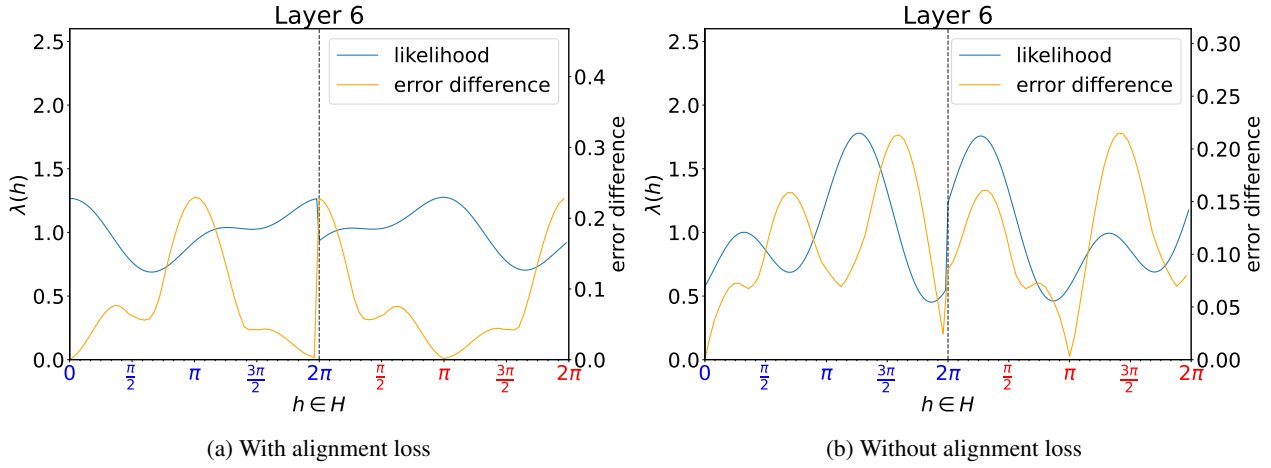 Layer 6
likelihood
error difference
2.5
2.0
1.5
1.0
0.5
0.0
λ(h)
0.4
0.3
0.2
0.1
0.0
error difference
0 π/2 π 3π/2 2π π/2 π 3π/2 2π
h ∈ H
(a) With alignment loss
Layer 6
likelihood
error difference
2.5
2.0
1.5
1.0
0.5
0.0
λ(h)
0.30
0.25
0.20
0.15
0.10
0.05
0.00
error difference
0 π/2 π 3π/2 2π π/2 π 3π/2 2π
h ∈ H
(b) Without alignment loss